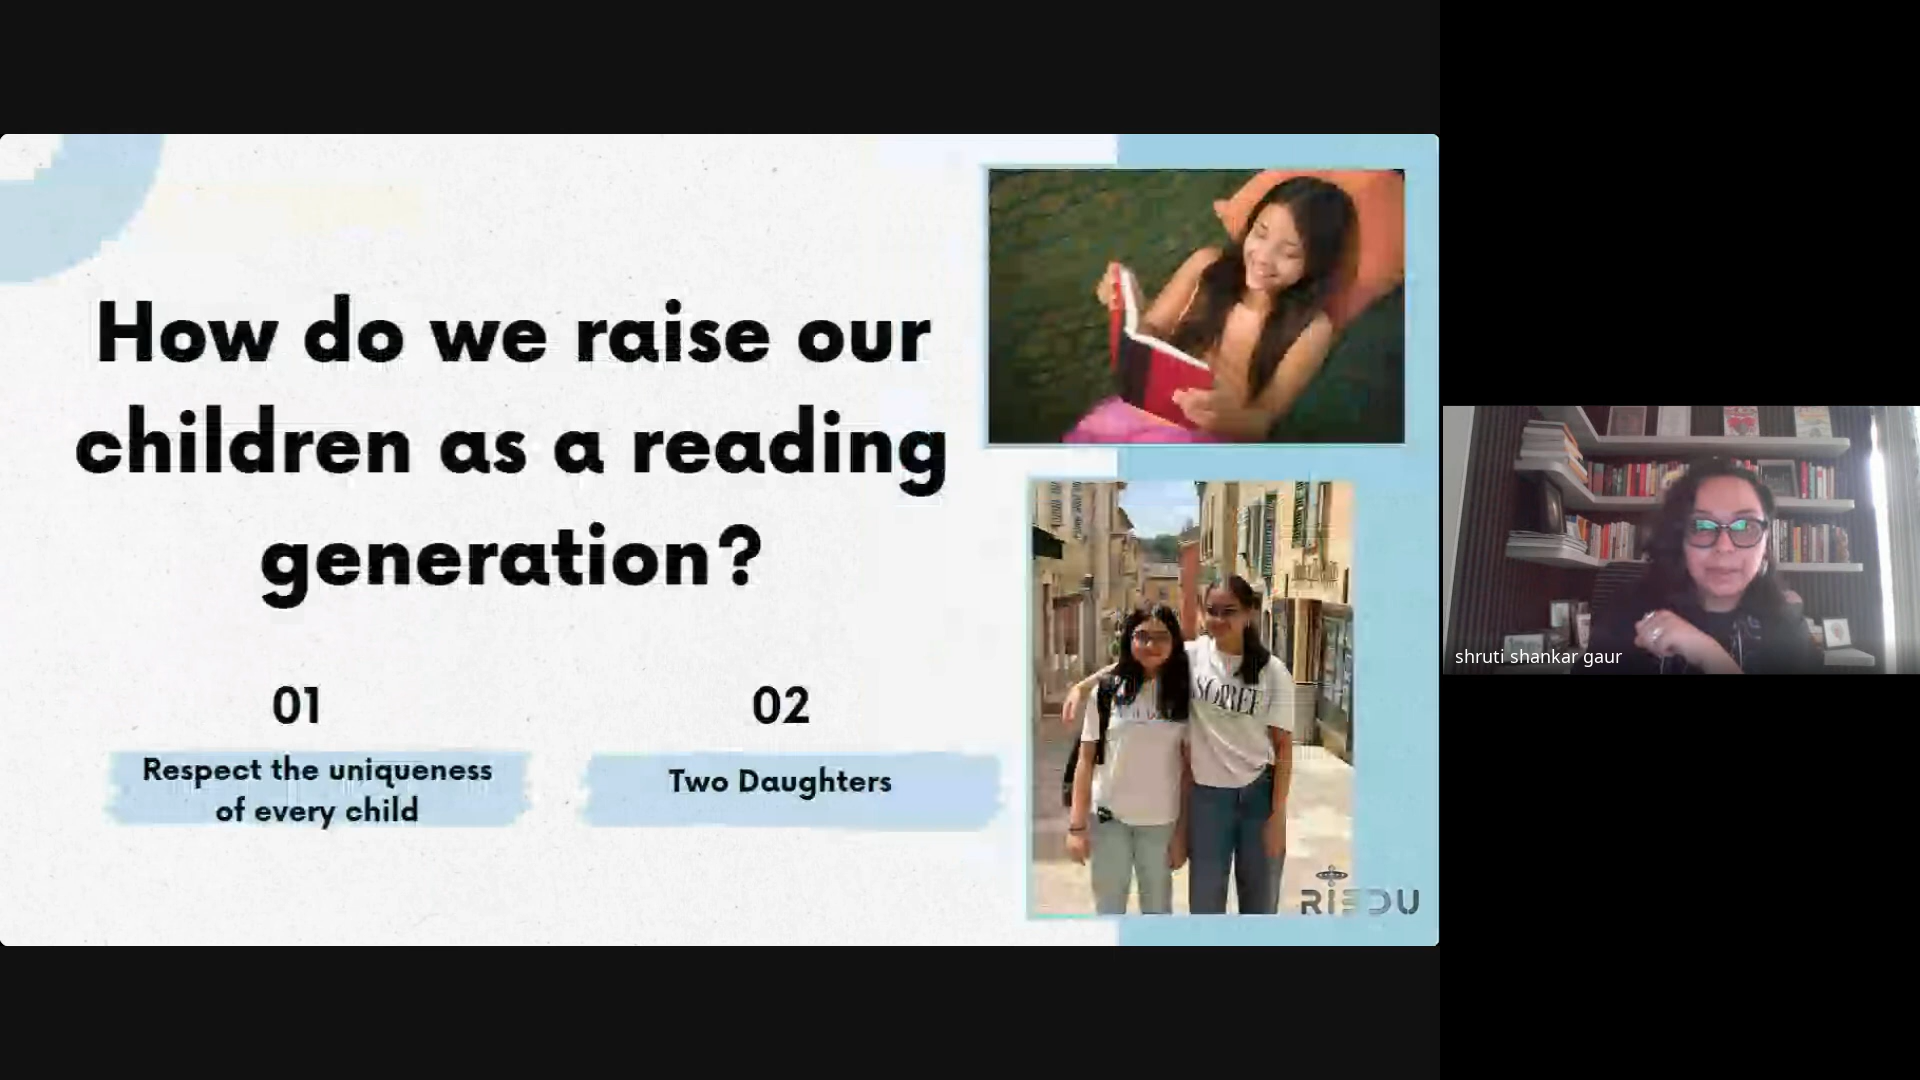 How do we raise our
children as a reading
generation?
01
Respect the uniqueness
of every child
02
Two Daughters
RIEDU
shruti shankar gaur